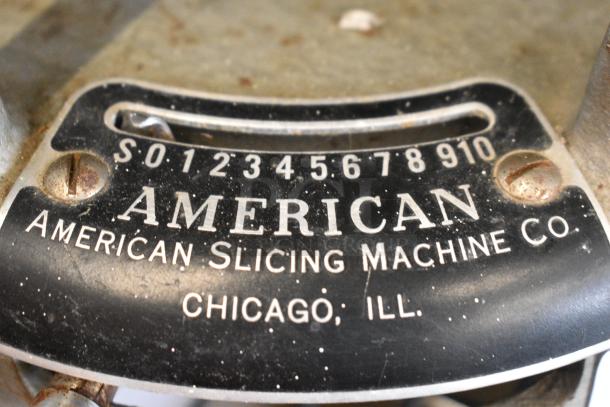 S 0 1 2 3 4 5 6 7 8 9 10
AMERICAN
AMERICAN SLICING MACHINE CO.
CHICAGO, ILL.